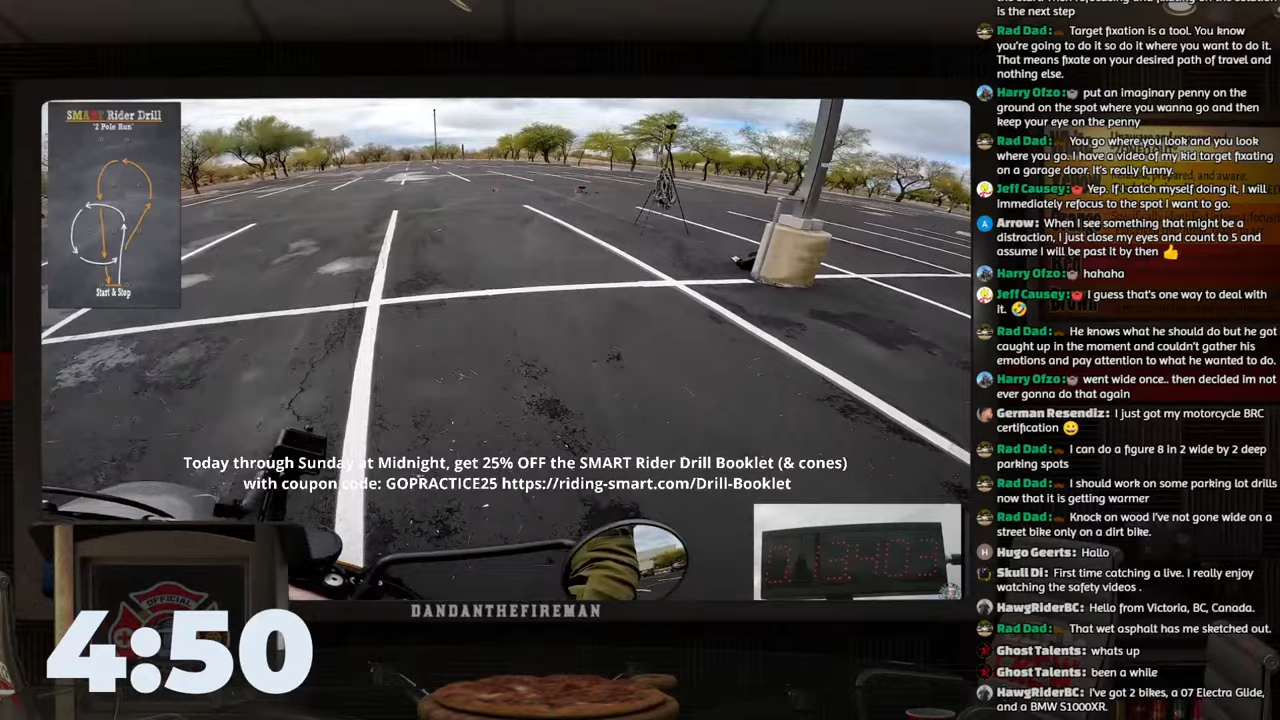 SMART Rider Drill
"2 Pole Run"
Start & Stop
Today through Sunday at Midnight, get 25% OFF the SMART Rider Drill Booklet (& cones)
with coupon code: GOPRACTICE25 https://riding-smart.com/Drill-Booklet
DANDANTHEFIREMAN
OFFICIAL
4:50
is the next step
Rad Dad: Target fixation is a tool. You know
you're going to do it so do it where you want to do it.
That means fixate on your desired path of travel and
nothing else.
Harry Ofzo: put an imaginary penny on the
ground on the spot where you wanna go and then
keep your eye on the penny
Rad Dad: You go where you look and you look
where you go. I have a video of my kid target fixating
on a garage door. It's really funny.
Jeff Causey: Yep. If I catch myself doing it, I will
immediately refocus to the spot I want to go.
Arrow: When I see something that might be a
distraction, I just close my eyes and count to 5 and
assume I will be past it by then 👍
Harry Ofzo: hahaha
Jeff Causey: I guess that's one way to deal with
it. 🤣
Rad Dad: He knows what he should do but he got
caught up in the moment and couldn't gather his
emotions and pay attention to what he wanted to do.
Harry Ofzo: went wide once.. then decided im not
ever gonna do that again
German Resendiz: I just got my motorcycle BRC
certification 😀
Rad Dad: I can do a figure 8 in 2 wide by 2 deep
parking spots
Rad Dad: I should work on some parking lot drills
now that it is getting warmer
Rad Dad: Knock on wood I've not gone wide on a
street bike only on a dirt bike.
Hugo Geerts: Hallo
Skull Di: First time catching a live. I really enjoy
watching the safety videos .
HawgRiderBC: Hello from Victoria, BC, Canada.
Rad Dad: That wet asphalt has me sketched out.
Ghost Talents: whats up
Ghost Talents: been a while
HawgRiderBC: I've got 2 bikes, a 07 Electra Glide,
and a BMW S1000XR.